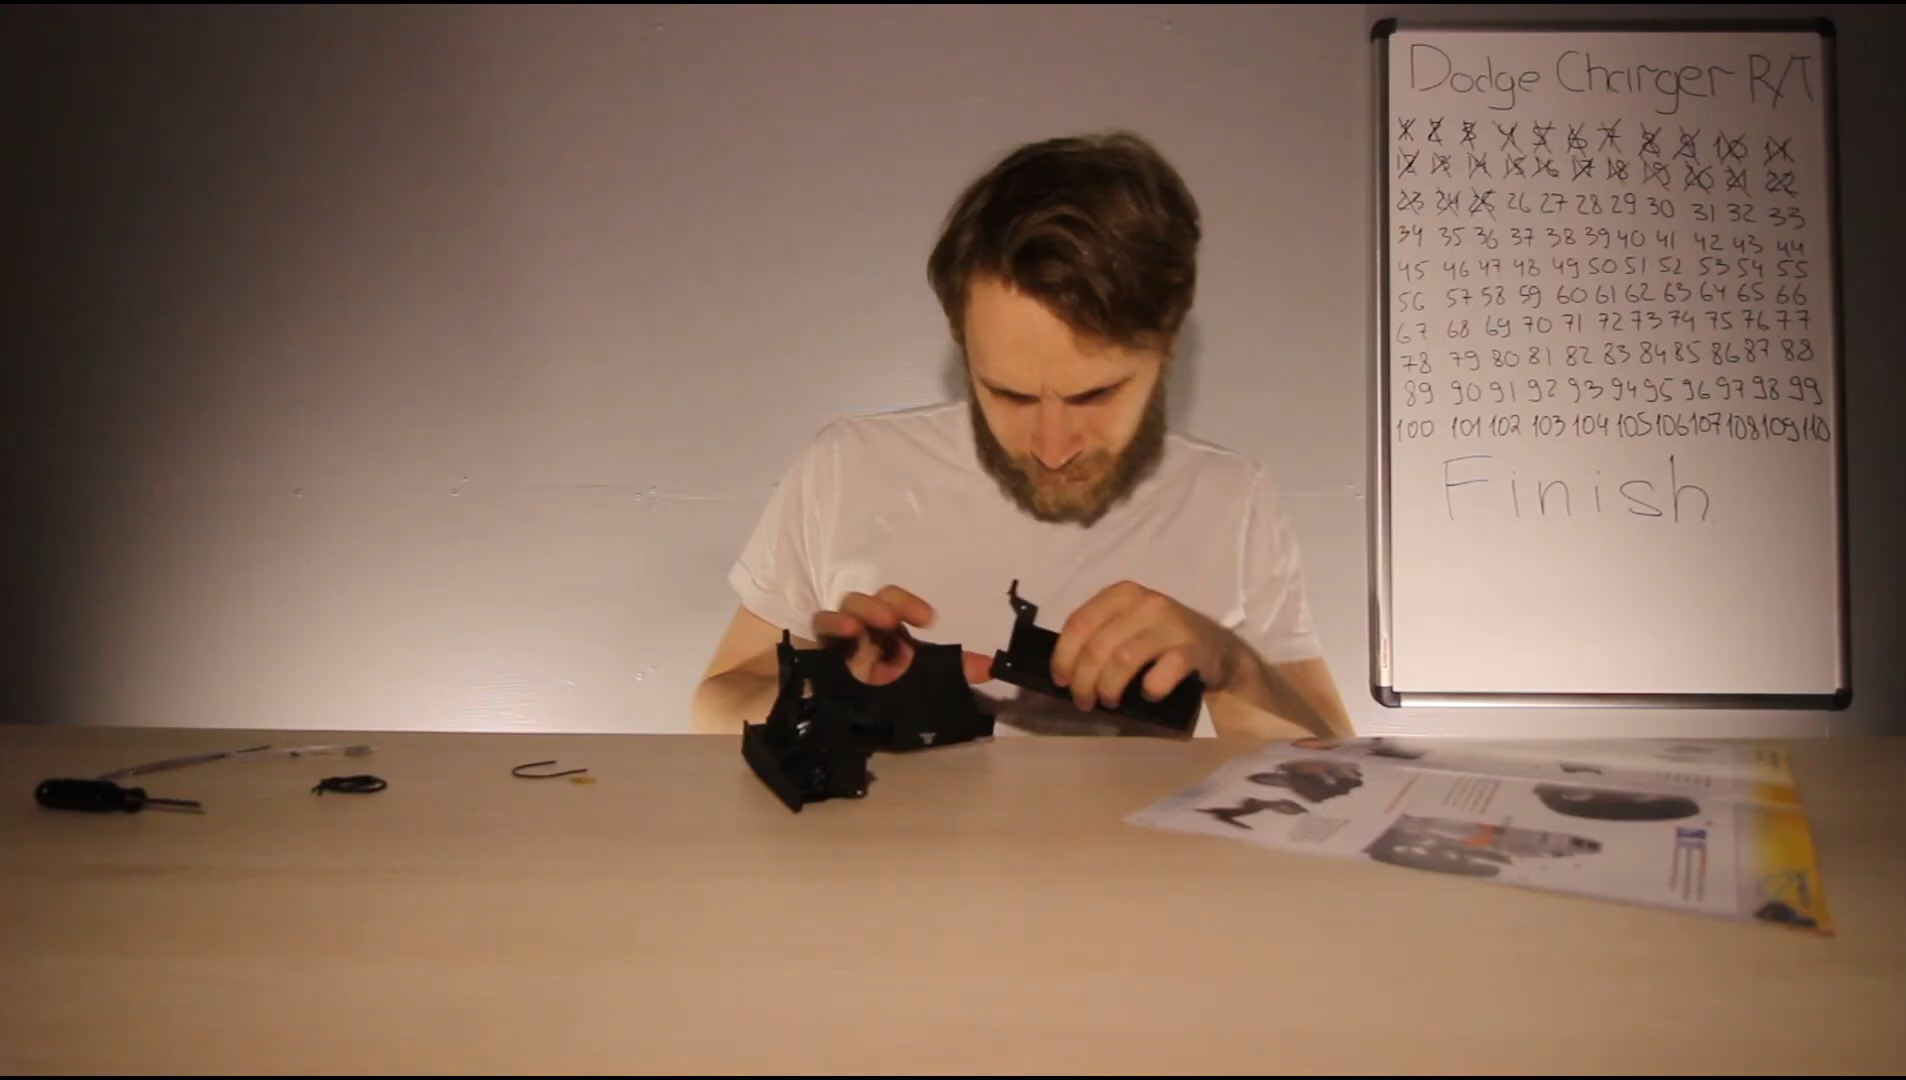 Dodge Charger R/T
1 2 3 4 5 6 7 8 9 10 11
12 13 14 15 16 17 18 19 20 21 22
23 24 25 26 27 28 29 30 31 32 33
34 35 36 37 38 39 40 41 42 43 44
45 46 47 48 49 50 51 52 53 54 55
56 57 58 59 60 61 62 63 64 65 66
67 68 69 70 71 72 73 74 75 76 77
78 79 80 81 82 83 84 85 86 87 88
89 90 91 92 93 94 95 96 97 98 99
100 101 102 103 104 105 106 107 108 109 110
Finish